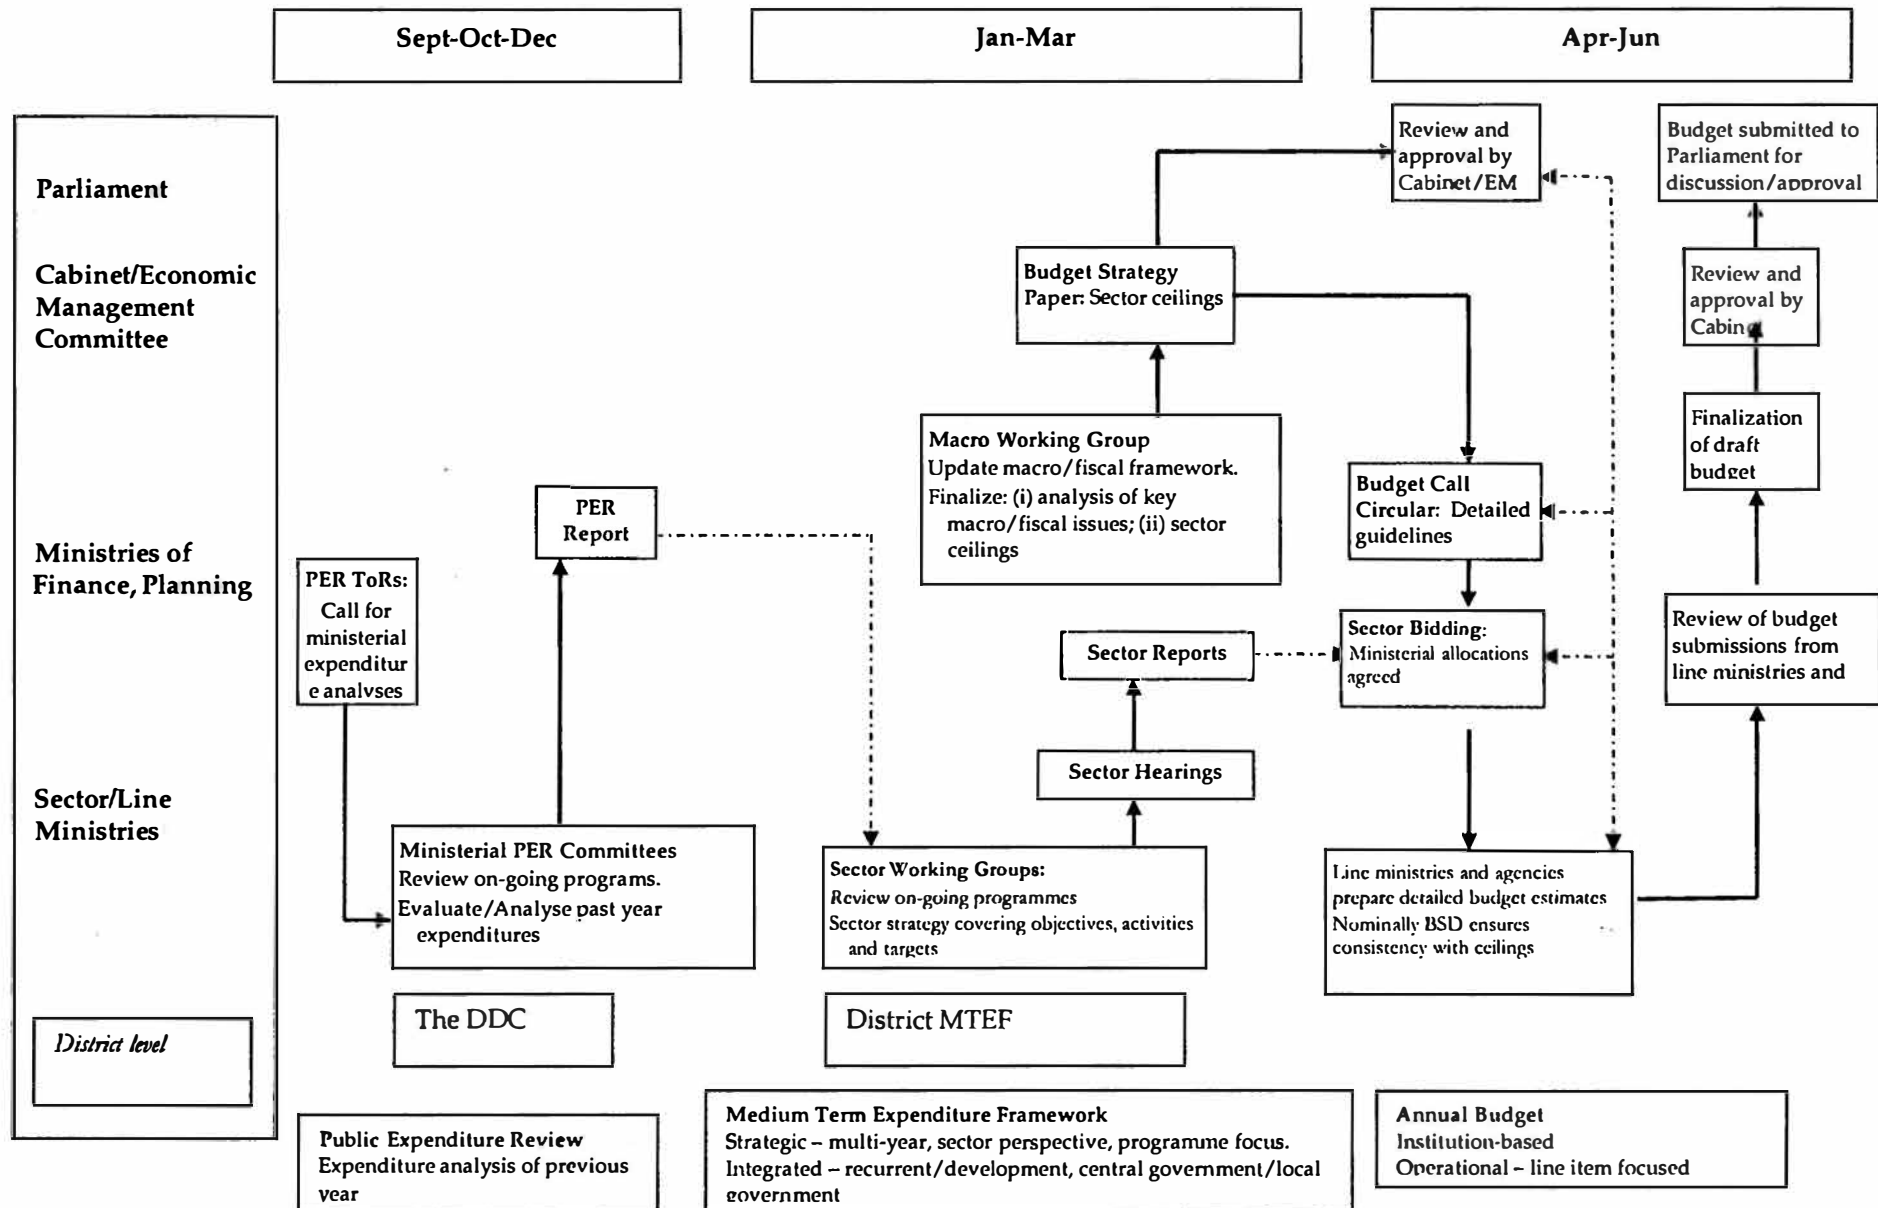 Sept-Oct-Dec
Jan-Mar
Apr-Jun
Parliament
Cabinet/Economic
Management
Committee
Ministries of
Finance, Planning
Sector/Line
Ministries
District level
PER ToRs:
Call for
ministerial
expenditur
e analyses
PER
Report
Ministerial PER Committees
Review on-going programs.
Evaluate/Analyse past year
expenditures
The DDC
Public Expenditure Review
Expenditure analysis of previous
year
Budget Strategy
Paper: Sector ceilings
Macro Working Group
Update macro/fiscal framework.
Finalize: (i) analysis of key
macro/fiscal issues; (ii) sector
ceilings
Sector Reports
Sector Hearings
Sector Working Groups:
Review on-going programmes
Sector strategy covering objectives, activities
and targets
District MTEF
Medium Term Expenditure Framework
Strategic – multi-year, sector perspective, programme focus.
Integrated – recurrent/development, central government/local
government
Review and
approval by
Cabinet/EM
Budget Call
Circular: Detailed
guidelines
Sector Bidding:
Ministerial allocations
agreed
Line ministries and agencies
prepare detailed budget estimates
Nominally BSD ensures
consistency with ceilings
Budget submitted to
Parliament for
discussion/approval
Review and
approval by
Cabin
Finalization
of draft
budget
Review of budget
submissions from
line ministries and
Annual Budget
Institution-based
Operational – line item focused